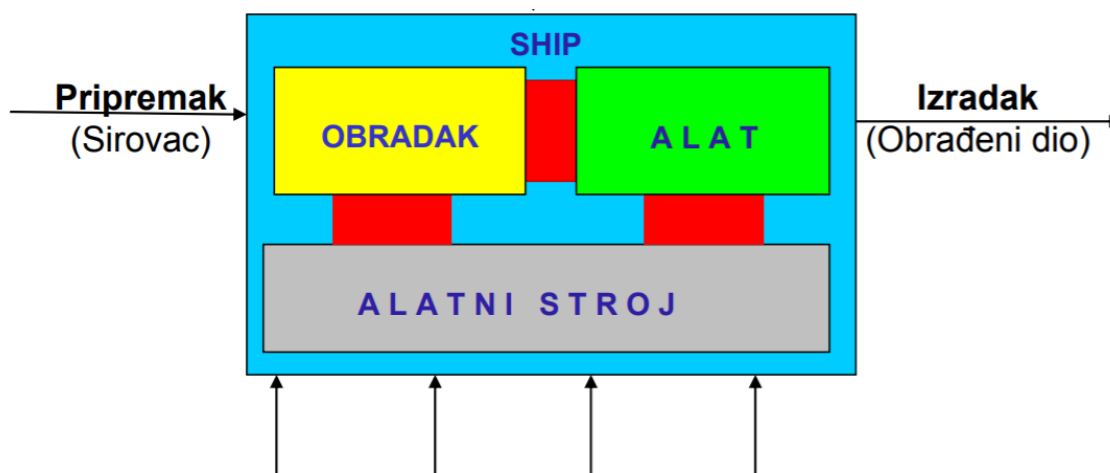 SHIP
Pripremak
(Sirovac)
OBRADAK
A L A T
Izradak
(Obrađeni dio)
A L A T N I   S T R O J